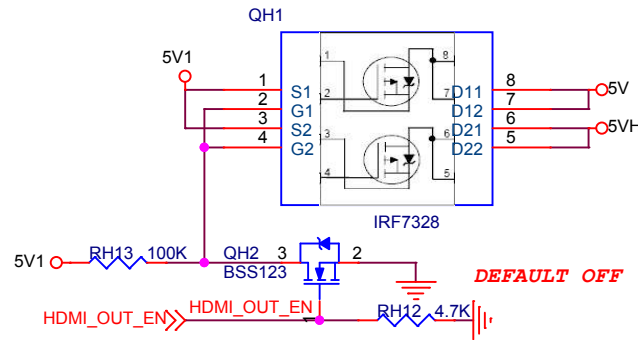 QH1
5V1
1 S1 1 8 D11 8 5V
2 G1 2 7 D12 7
3 S2 3 6 D21 6 5VH
4 G2 4 5 D22 5
IRF7328
5V1 RH13 100K QH2 3 2
BSS123
DEFAULT OFF
HDMI_OUT_EN HDMI_OUT_EN 1 RH12 4.7K